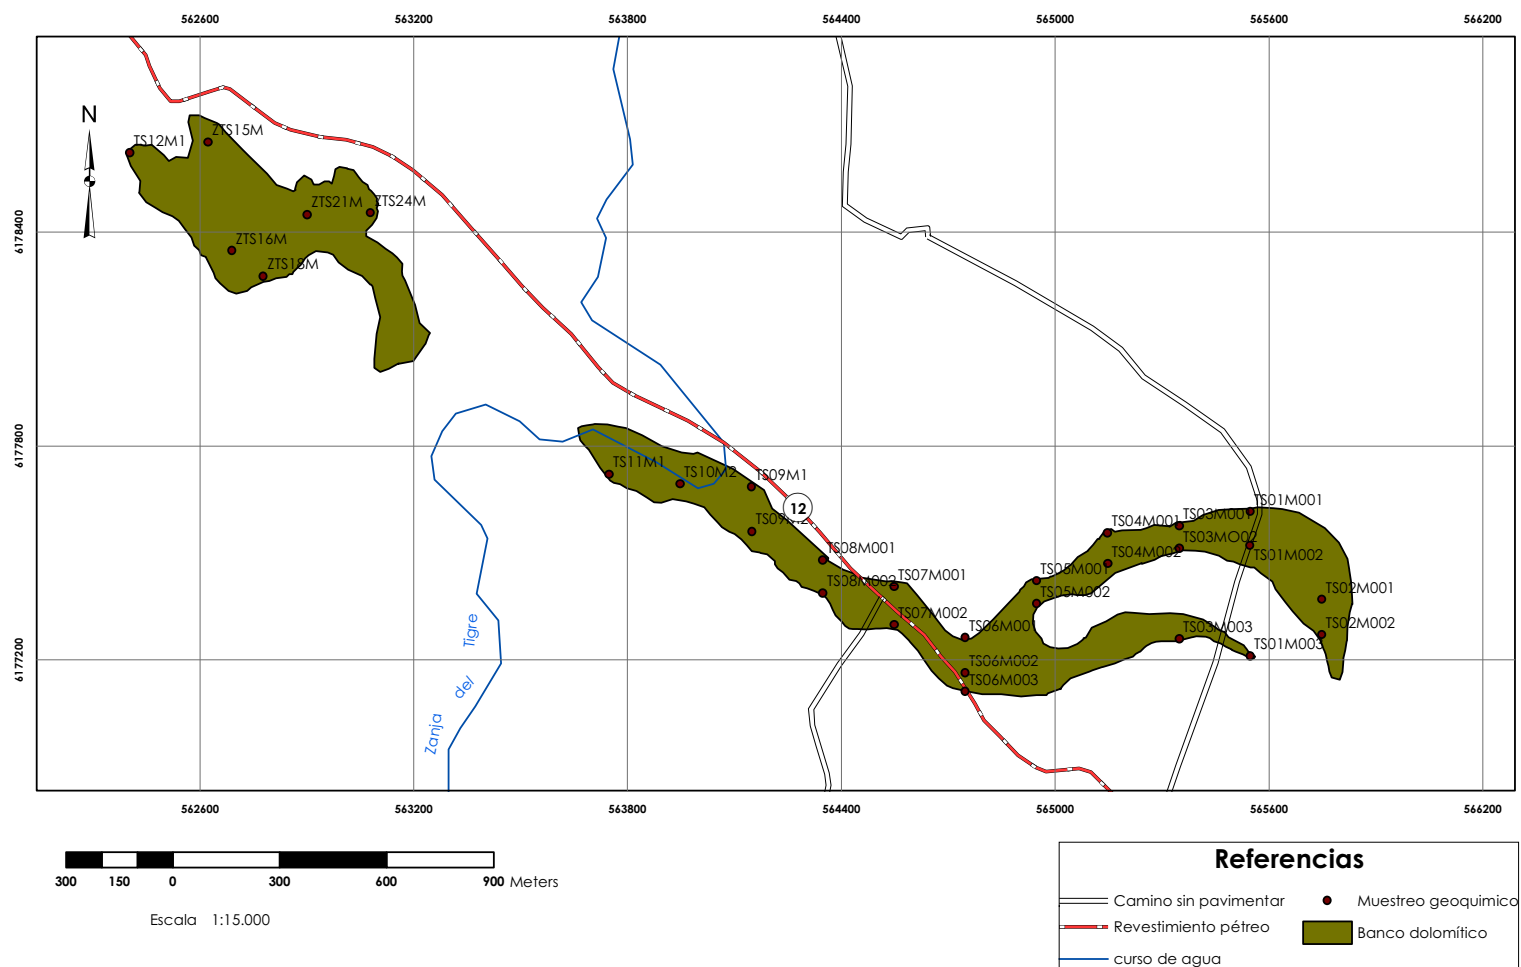 562600 563200 563800 564400 565000 565600 566200
N
TS12M1 ZTS15M
ZTS21M ZTS24M
6178400 ZTS16M
ZTS18M
6177800
TS11M1 TS10M2 TS09M1
12
TS09M2
TS01M001
TS04M001 TS03M001
TS03MO02
TS04M002 TS01M002
TS08M001
TS05M001
TS08M002 TS07M001
TS05M002
TS02M001
TS07M002
TS06M001
TS03M003
TS02M002
TS01M003
6177200
TS06M002
TS06M003
Zanja del Tigre
562600 563200 563800 564400 565000 565600 566200
300 150 0 300 600 900 Meters
Escala 1:15.000
Referencias
Camino sin pavimentar
Muestreo geoquimico
Revestimiento pétreo
Banco dolomítico
curso de agua